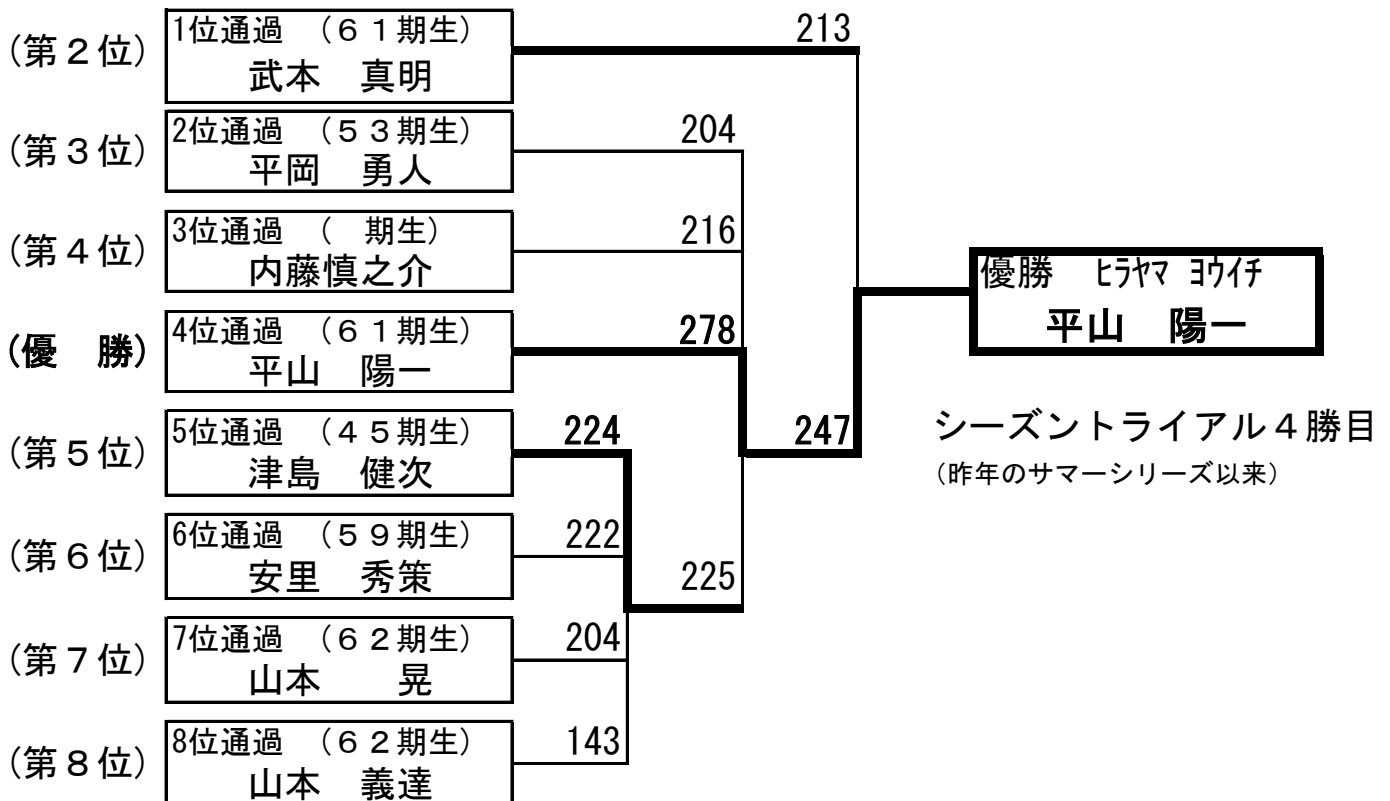 1位通過　（６１期生）
213
（第２位）
武本　真明
2位通過　（５３期生）
204
（第３位）
平岡　勇人
3位通過　（　期生）
216
（第４位）
内藤慎之介
優勝　ﾋﾗﾔﾏ ﾖｳｲﾁ
平山　陽一
4位通過　（６１期生）
278
（優　勝）
平山　陽一
5位通過　（４５期生）
224
247
シーズントライアル４勝目
（第５位）
津島　健次
（昨年のサマーシリーズ以来）
6位通過　（５９期生）
222
（第６位）
安里　秀策
225
7位通過　（６２期生）
204
（第７位）
山本　　晃
8位通過　（６２期生）
143
（第８位）
山本　義達